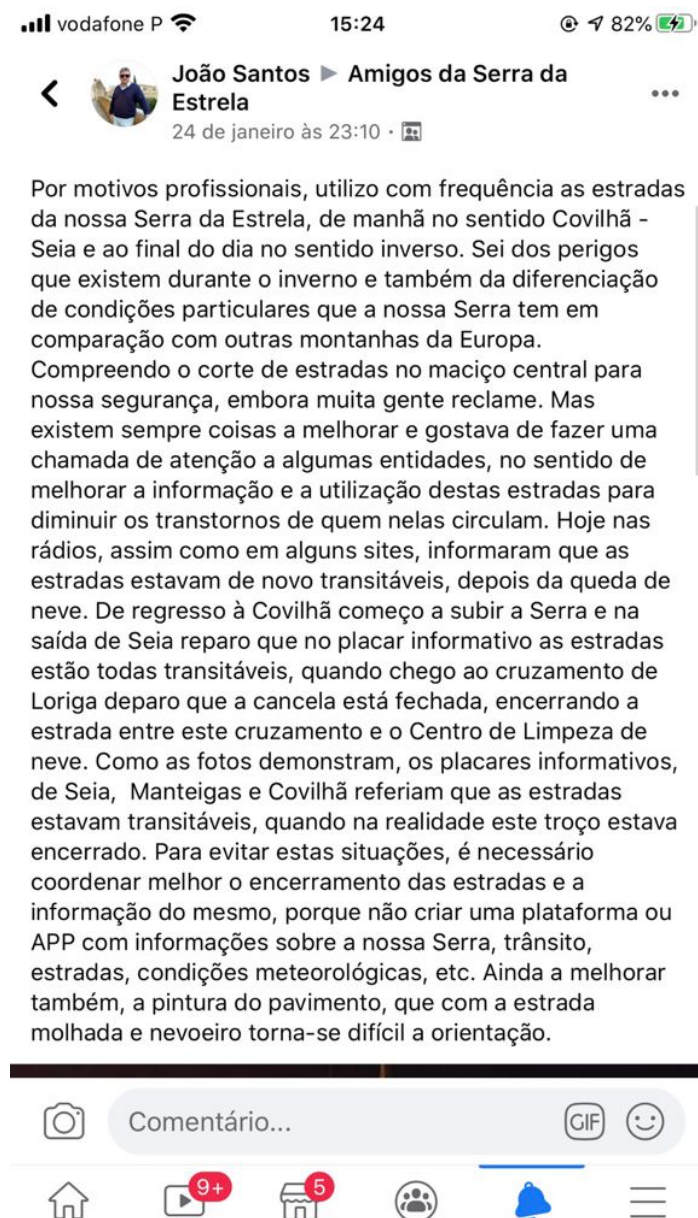 vodafone P
15:24
82%
João Santos ▶ Amigos da Serra da
Estrela
24 de janeiro às 23:10 ·
Por motivos profissionais, utilizo com frequência as estradas
da nossa Serra da Estrela, de manhã no sentido Covilhã -
Seia e ao final do dia no sentido inverso. Sei dos perigos
que existem durante o inverno e também da diferenciação
de condições particulares que a nossa Serra tem em
comparação com outras montanhas da Europa.
Compreendo o corte de estradas no maciço central para
nossa segurança, embora muita gente reclame. Mas
existem sempre coisas a melhorar e gostava de fazer uma
chamada de atenção a algumas entidades, no sentido de
melhorar a informação e a utilização destas estradas para
diminuir os transtornos de quem nelas circulam. Hoje nas
rádios, assim como em alguns sites, informaram que as
estradas estavam de novo transitáveis, depois da queda de
neve. De regresso à Covilhã começo a subir a Serra e na
saída de Seia reparo que no placar informativo as estradas
estão todas transitáveis, quando chego ao cruzamento de
Loriga deparo que a cancela está fechada, encerrando a
estrada entre este cruzamento e o Centro de Limpeza de
neve. Como as fotos demonstram, os placares informativos,
de Seia, Manteigas e Covilhã referiam que as estradas
estavam transitáveis, quando na realidade este troço estava
encerrado. Para evitar estas situações, é necessário
coordenar melhor o encerramento das estradas e a
informação do mesmo, porque não criar uma plataforma ou
APP com informações sobre a nossa Serra, trânsito,
estradas, condições meteorológicas, etc. Ainda a melhorar
também, a pintura do pavimento, que com a estrada
molhada e nevoeiro torna-se difícil a orientação.
Comentário...
GIF
9+
5